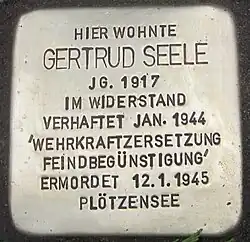 HIER WOHNTE
GERTRUD SEELE
JG. 1917
IM WIDERSTAND
VERHAFTET JAN. 1944
'WEHRKRAFTZERSETZUNG
FEINDBEGÜNSTIGUNG'
ERMORDET 12.1.1945
PLÖTZENSEE